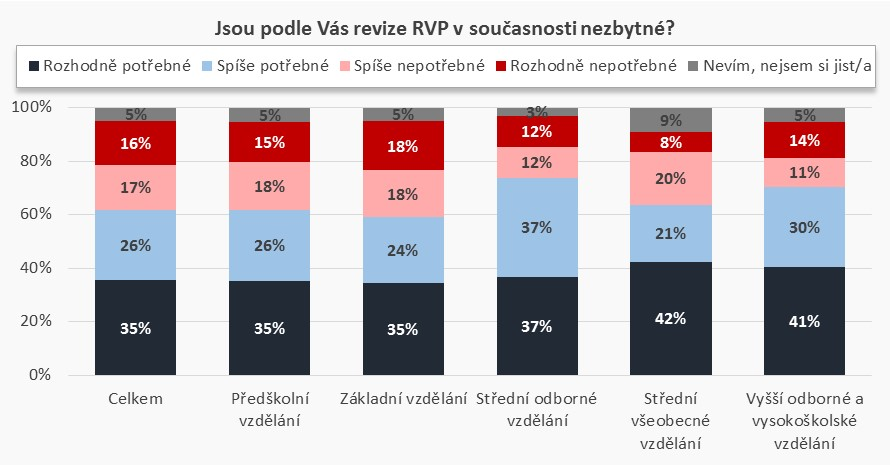 Jsou podle Vás revize RVP v současnosti nezbytné?
Rozhodně potřebné Spíše potřebné Spíše nepotřebné Rozhodně nepotřebné Nevím, nejsem si jist/a
100% 5% 5% 5% 3% 9% 5%
16% 15% 18% 12% 8% 14%
80%
17% 18% 18% 12% 20% 11%
60%
26% 26% 24% 37% 21% 30%
40%
35% 35% 35% 37% 42% 41%
20%
0%
Celkem Předškolní Základní vzdělání Střední odborné Střední Vyšší odborné a
vzdělání vzdělání všeobecné vysokoškolské
vzdělání vzdělání